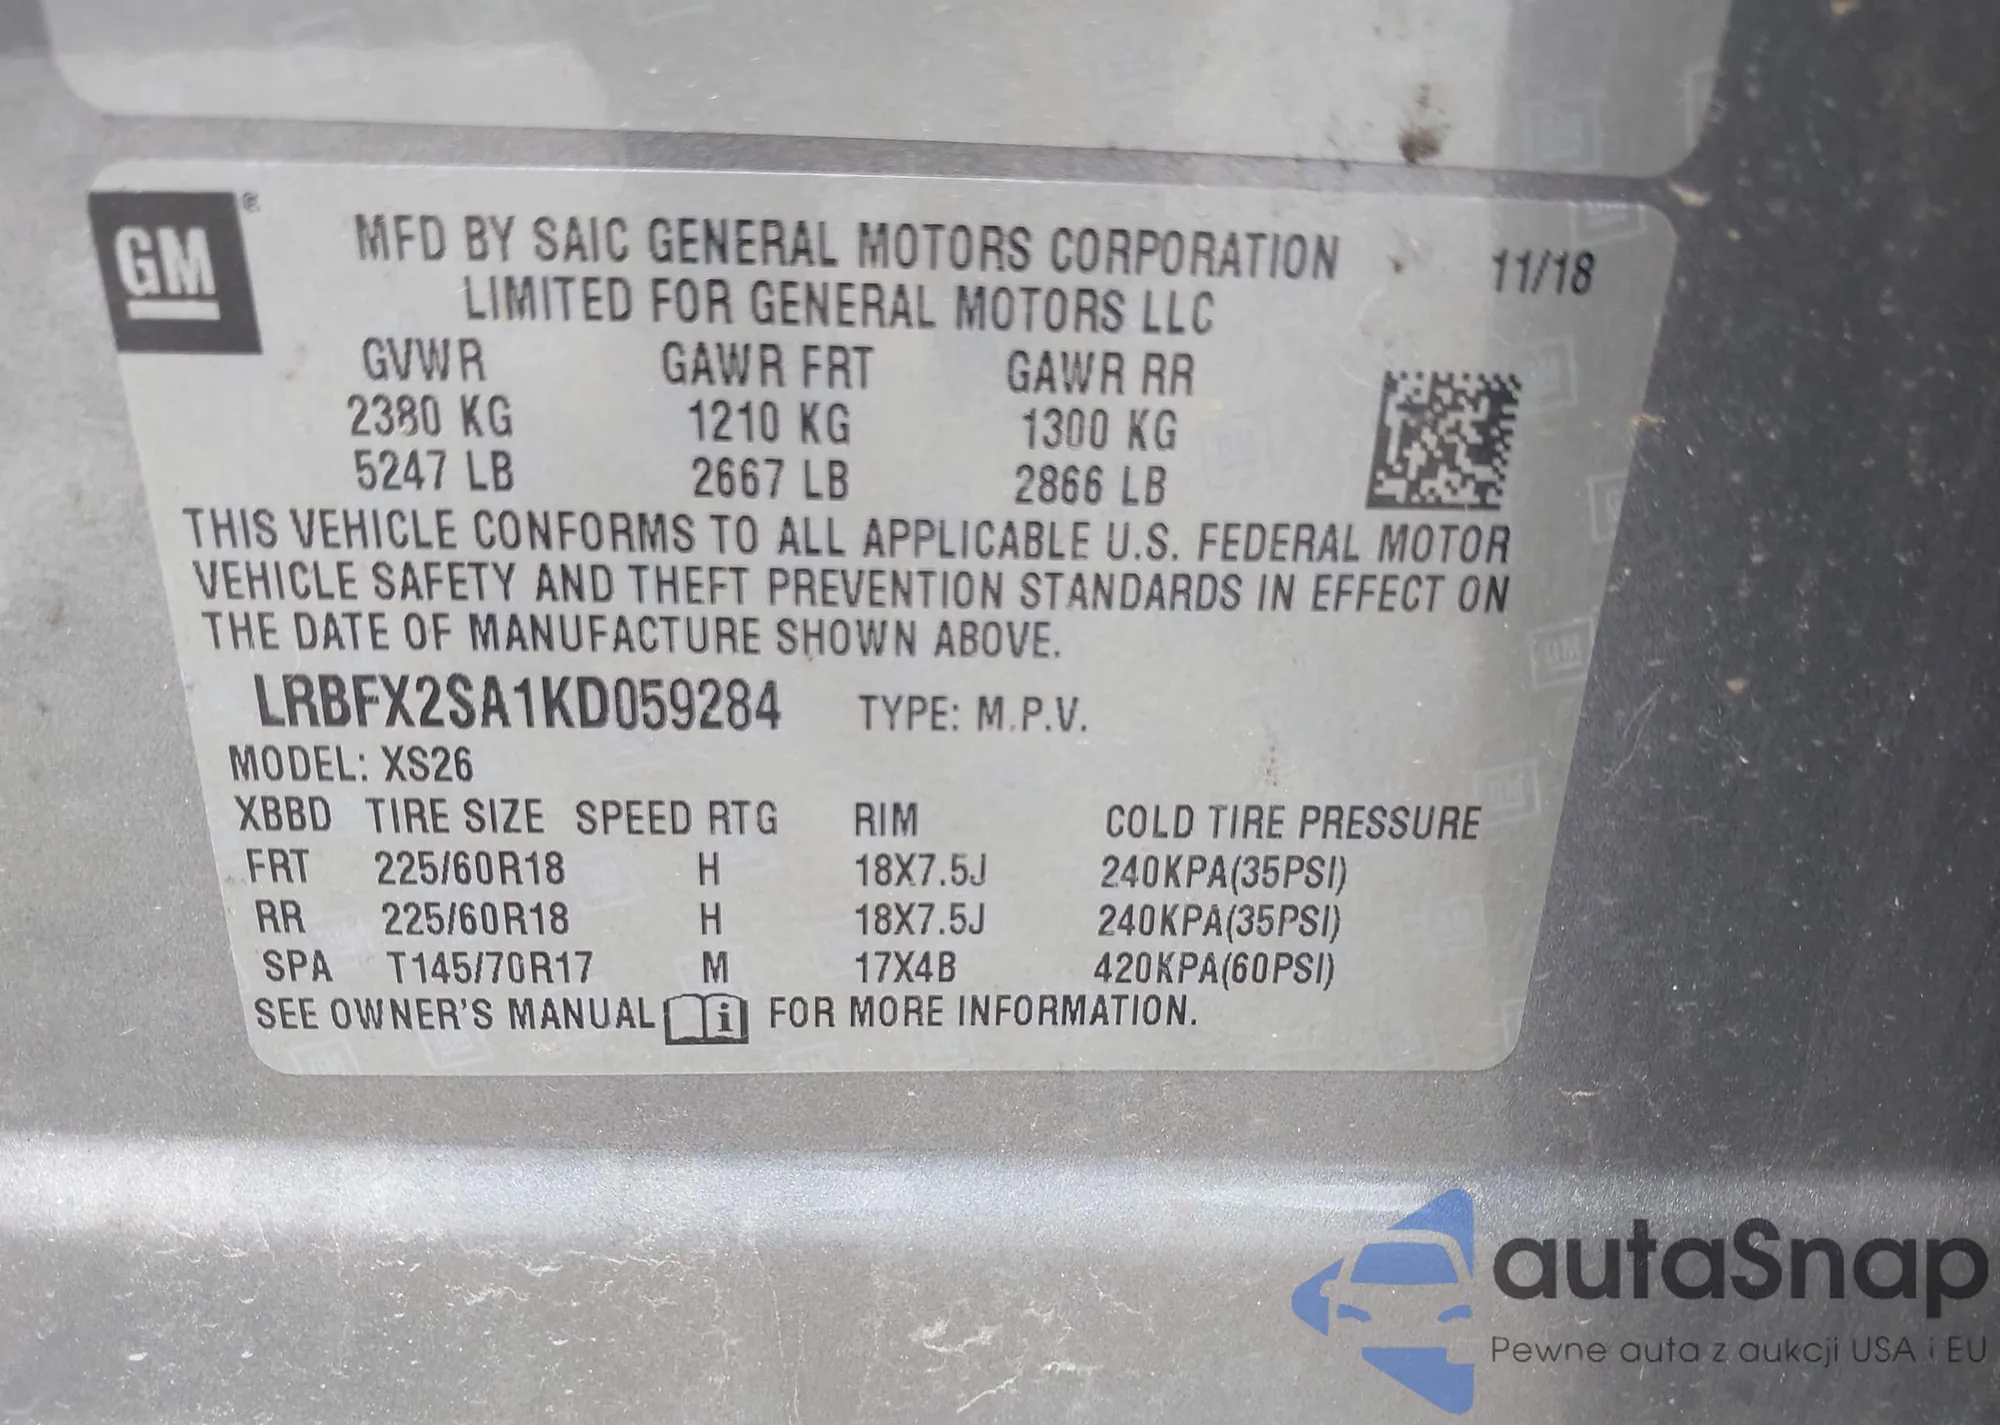 GM ®
MFD BY SAIC GENERAL MOTORS CORPORATION 11/18
LIMITED FOR GENERAL MOTORS LLC
GVWR GAWR FRT GAWR RR
2380 KG 1210 KG 1300 KG
5247 LB 2667 LB 2866 LB
THIS VEHICLE CONFORMS TO ALL APPLICABLE U.S. FEDERAL MOTOR
VEHICLE SAFETY AND THEFT PREVENTION STANDARDS IN EFFECT ON
THE DATE OF MANUFACTURE SHOWN ABOVE.
LRBFX2SA1KD059284 TYPE: M.P.V.
MODEL: XS26
XBBD TIRE SIZE SPEED RTG RIM COLD TIRE PRESSURE
FRT 225/60R18 H 18X7.5J 240KPA(35PSI)
RR 225/60R18 H 18X7.5J 240KPA(35PSI)
SPA T145/70R17 M 17X4B 420KPA(60PSI)
SEE OWNER'S MANUAL i FOR MORE INFORMATION.
autaSnap
Pewne auta z aukcji USA i EU